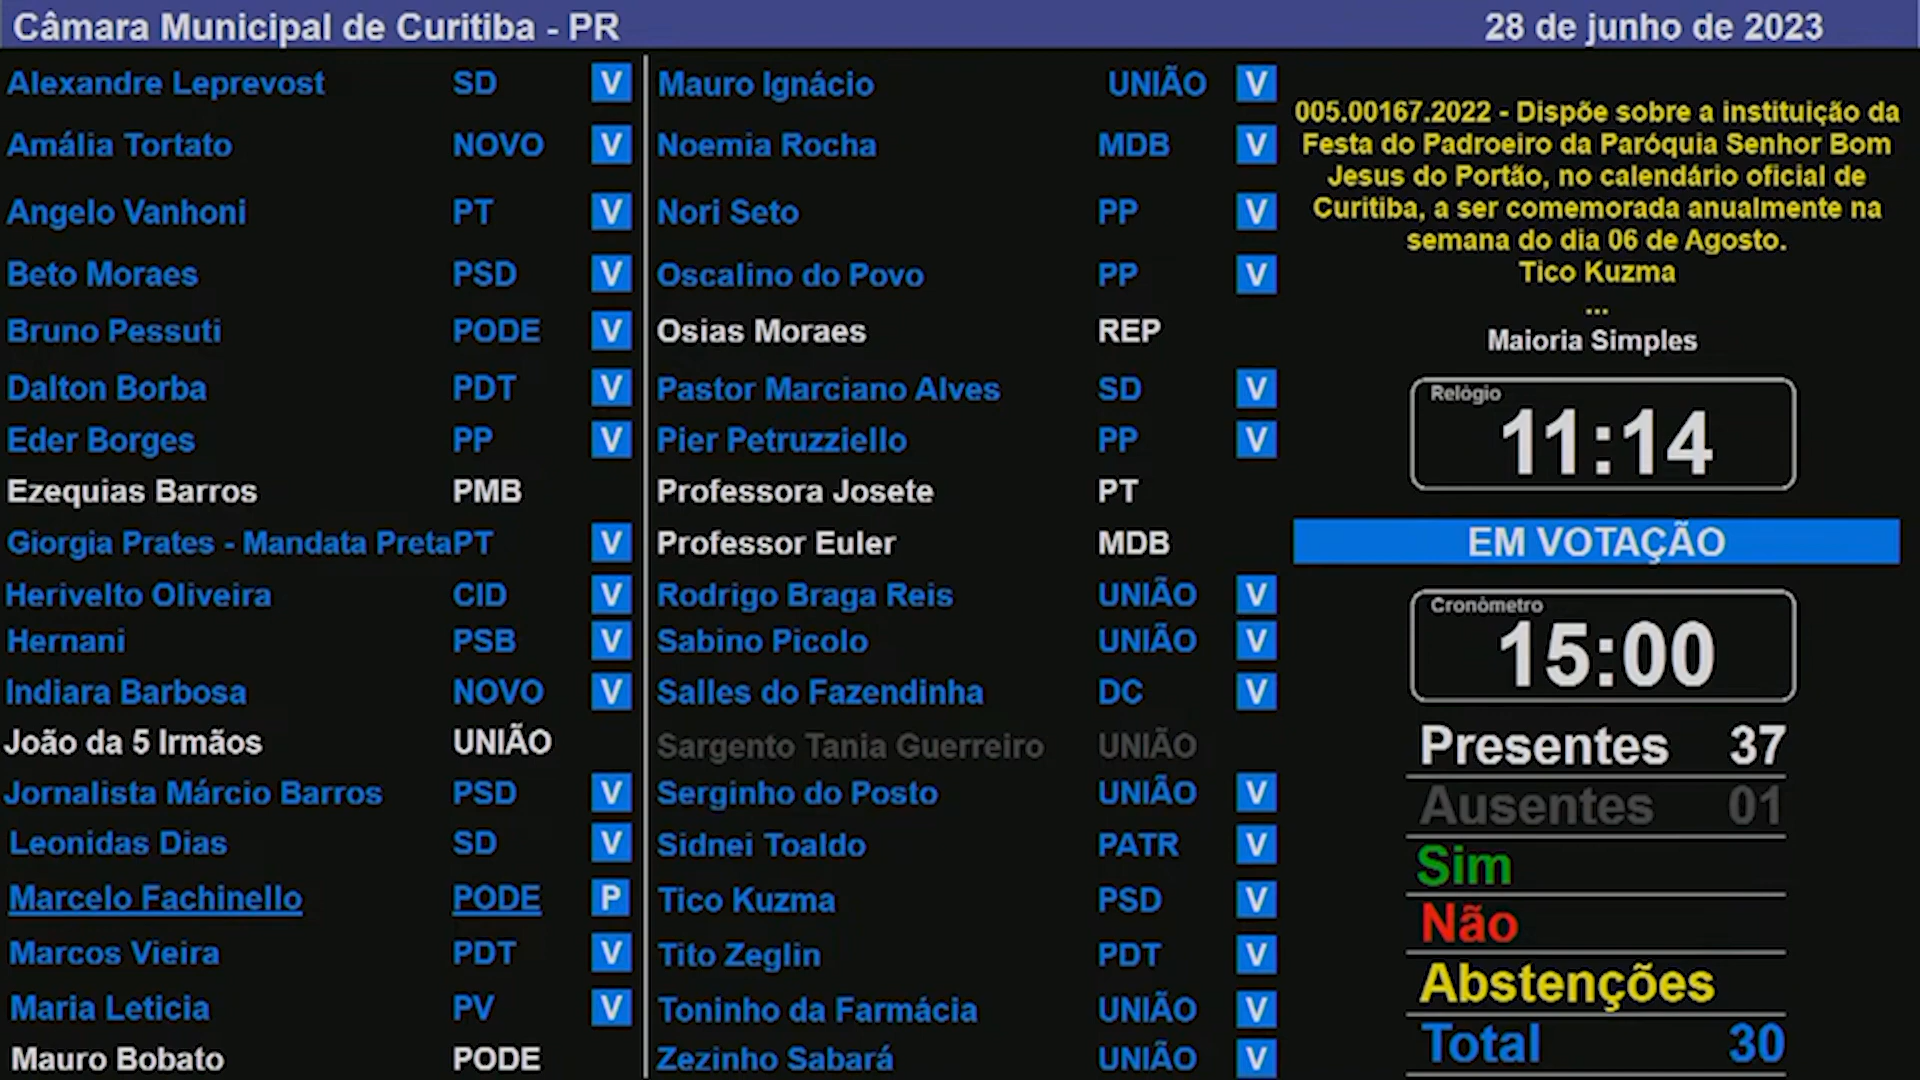 Câmara Municipal de Curitiba - PR
28 de junho de 2023
Alexandre Leprevost SD V
Amália Tortato NOVO V
Angelo Vanhoni PT V
Beto Moraes PSD V
Bruno Pessuti PODE V
Dalton Borba PDT V
Eder Borges PP V
Ezequias Barros PMB
Giorgia Prates - Mandata Preta PT V
Herivelto Oliveira CID V
Hernani PSB V
Indiara Barbosa NOVO V
João da 5 Irmãos UNIÃO
Jornalista Márcio Barros PSD V
Leonidas Dias SD V
Marcelo Fachinello PODE P
Marcos Vieira PDT V
Maria Leticia PV V
Mauro Bobato PODE
Mauro Ignácio UNIÃO V
Noemia Rocha MDB V
Nori Seto PP V
Oscalino do Povo PP V
Osias Moraes REP
Pastor Marciano Alves SD V
Pier Petruzziello PP V
Professora Josete PT
Professor Euler MDB
Rodrigo Braga Reis UNIÃO V
Sabino Picolo UNIÃO V
Salles do Fazendinha DC V
Sargento Tania Guerreiro UNIÃO
Serginho do Posto UNIÃO V
Sidnei Toaldo PATR V
Tico Kuzma PSD V
Tito Zeglin PDT V
Toninho da Farmácia UNIÃO V
Zezinho Sabará UNIÃO V
005.00167.2022 - Dispõe sobre a instituição da
Festa do Padroeiro da Paróquia Senhor Bom
Jesus do Portão, no calendário oficial de
Curitiba, a ser comemorada anualmente na
semana do dia 06 de Agosto.
Tico Kuzma
...
Maioria Simples
Relógio
11:14
EM VOTAÇÃO
Cronômetro
15:00
Presentes 37
Ausentes 01
Sim
Não
Abstenções
Total 30